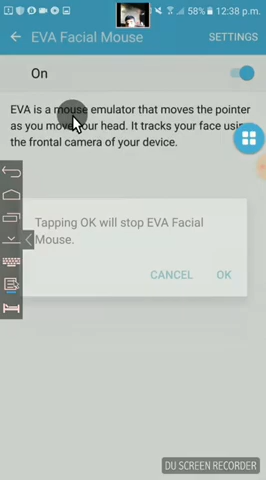 58% 12:38 p.m.
EVA Facial Mouse SETTINGS
On
EVA is a mouse emulator that moves the pointer
as you move your head. It tracks your face using
the frontal camera of your device.
Tapping OK will stop EVA Facial
Mouse.
CANCEL OK
DU SCREEN RECORDER